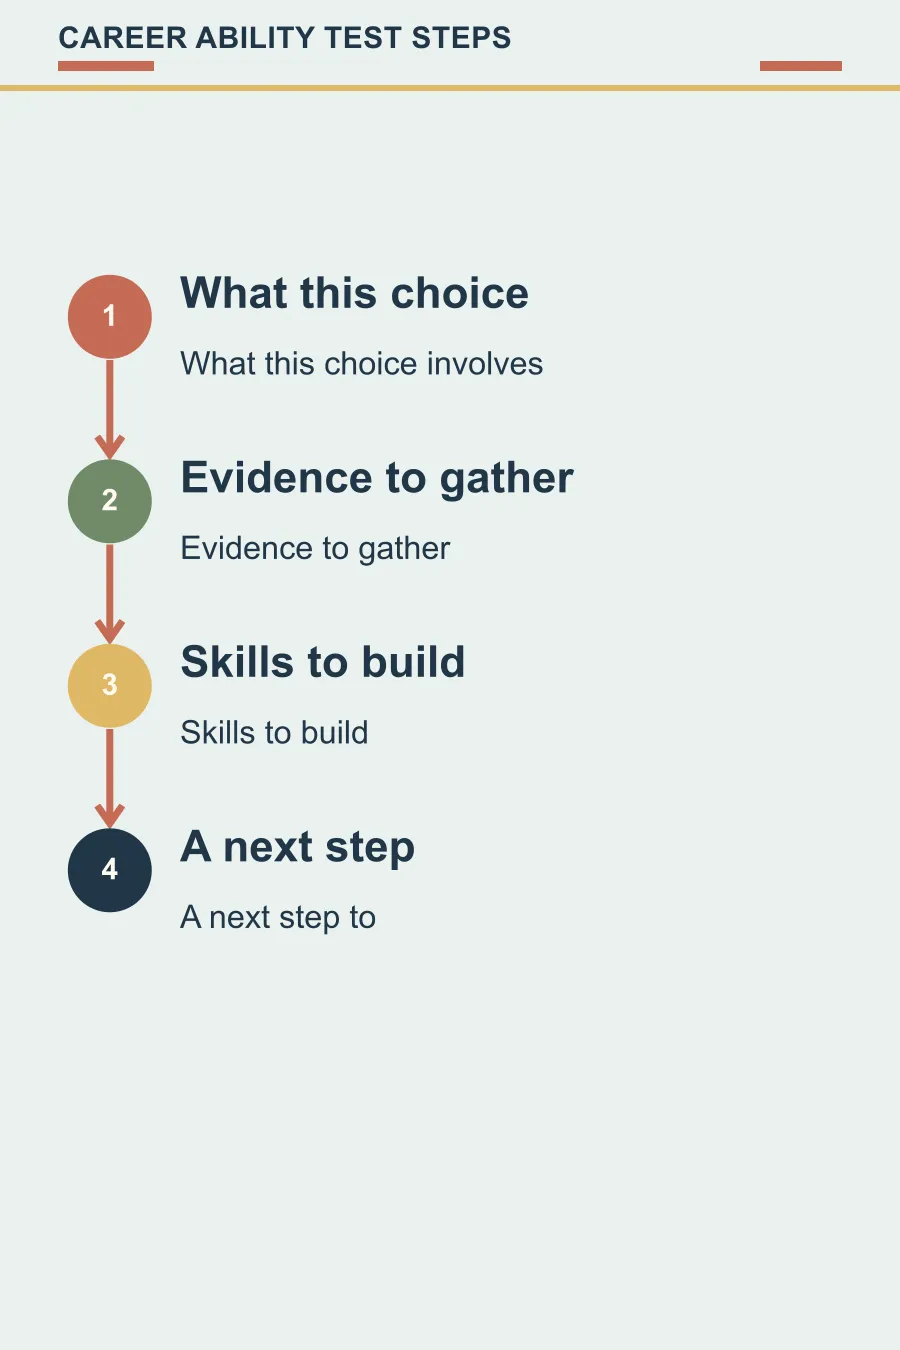 CAREER ABILITY TEST STEPS
1
What this choice
What this choice involves
2
Evidence to gather
Evidence to gather
3
Skills to build
Skills to build
4
A next step
A next step to